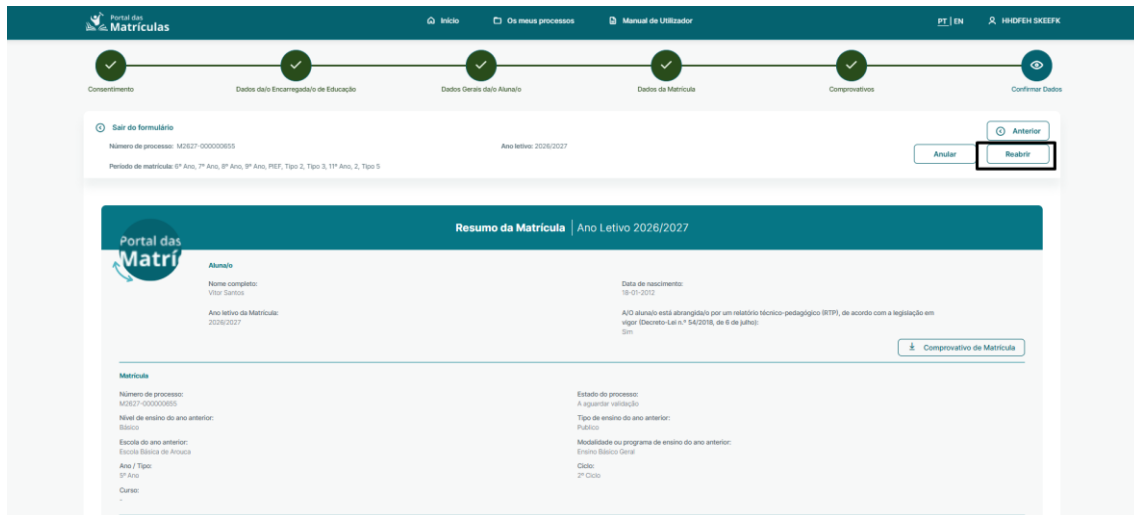 Portal das
Matrículas
Início
Os meus processos
Manual de Utilizador
PT | EN
HHDFEH SKEEFK
Consentimento
Dados da/o Encarregada/o de Educação
Dados Gerais da/o Aluna/o
Dados da Matrícula
Comprovativos
Confirmar Dados
Sair do formulário
Anterior
Número de processo: M2627-000000655
Ano letivo: 2026/2027
Anular
Reabrir
Período de matrícula: 6º Ano, 7º Ano, 8º Ano, 9º Ano, PIEF, Tipo 2, Tipo 3, 11º Ano, 2, Tipo 5
Resumo da Matrícula | Ano Letivo 2026/2027
Portal das
Matrí
Aluna/o
Nome completo:
Vitor Santos
Data de nascimento:
18-01-2012
Ano letivo da Matrícula:
2026/2027
A/O aluna/o está abrangida/o por um relatório técnico-pedagógico (RTP), de acordo com a legislação em
vigor (Decreto-Lei n.º 54/2018, de 6 de julho):
Sim
Comprovativo de Matrícula
Matrícula
Número de processo:
M2627-000000655
Estado do processo:
A aguardar validação
Nível de ensino do ano anterior:
Básico
Tipo de ensino do ano anterior:
Publico
Escola do ano anterior:
Escola Básica de Arouca
Modalidade ou programa de ensino do ano anterior:
Ensino Básico Geral
Ano / Tipo:
5º Ano
Ciclo:
2º Ciclo
Curso:
-